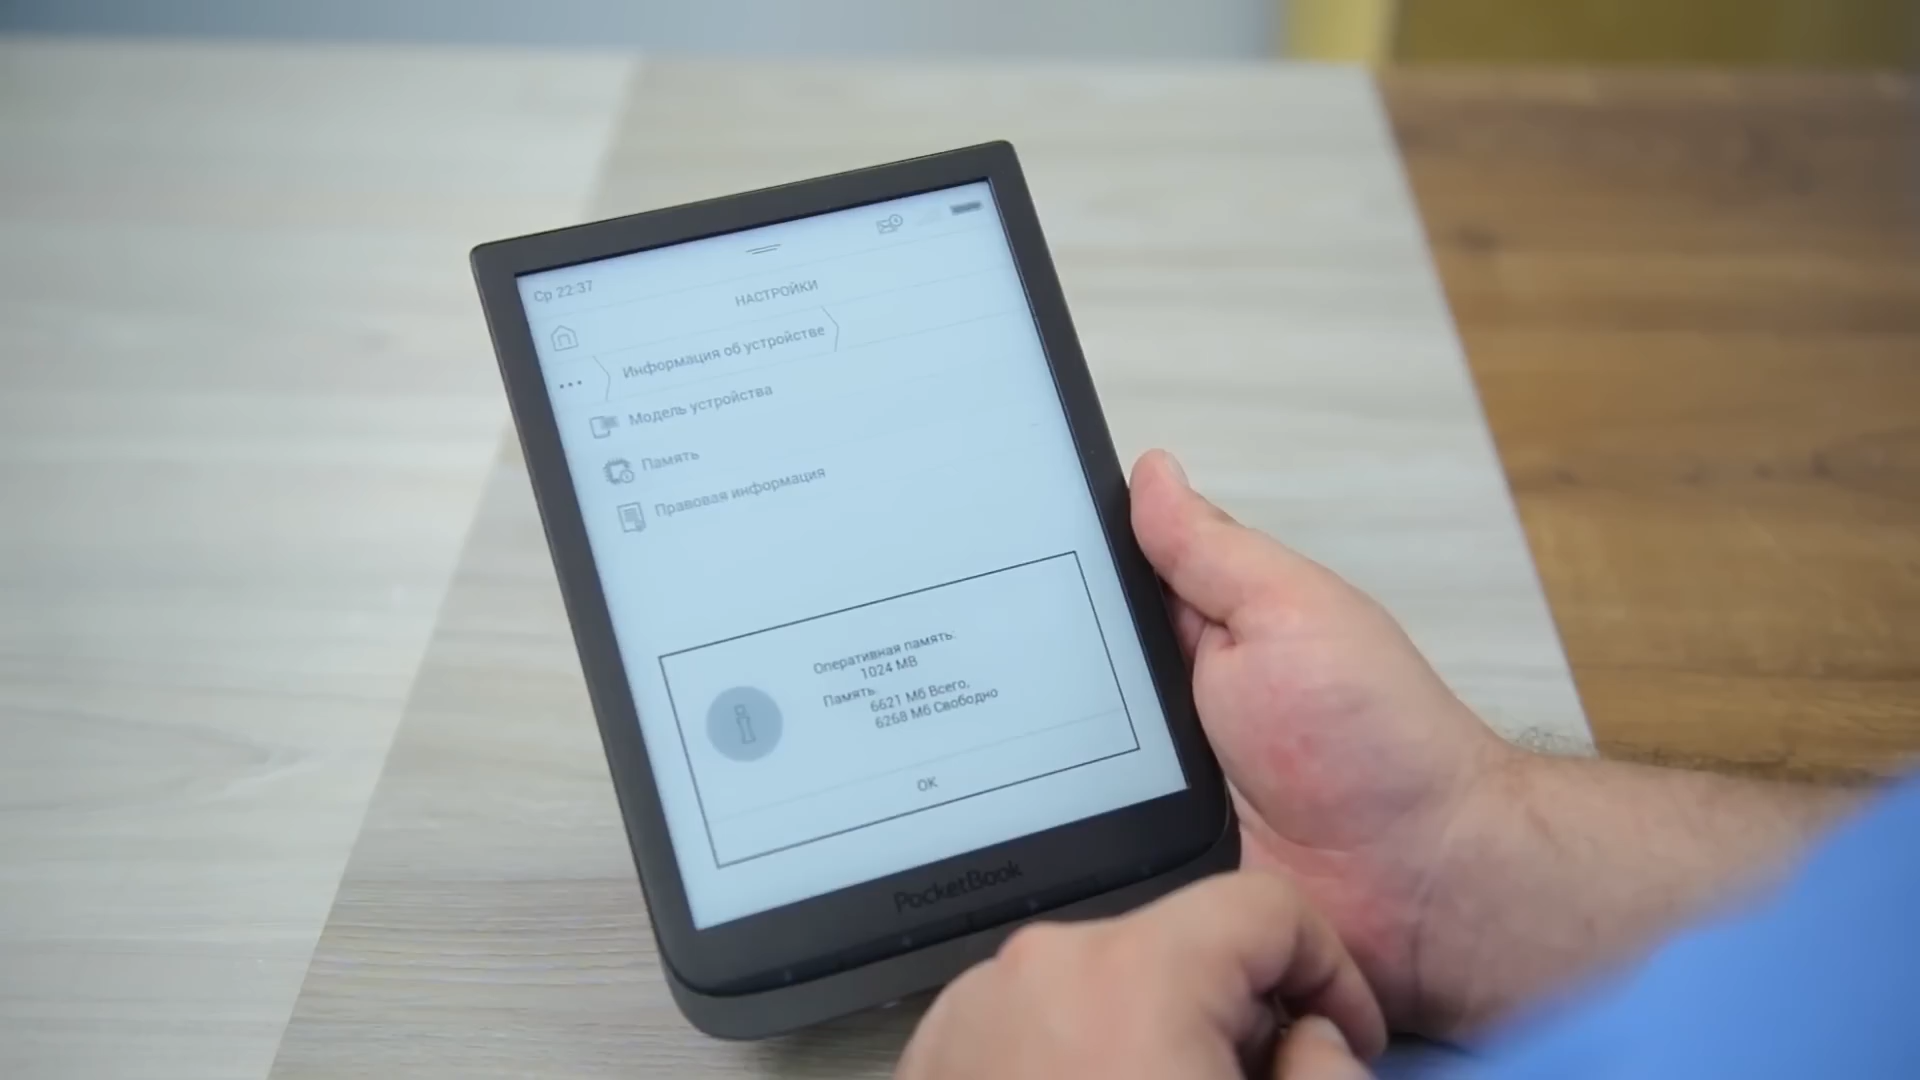 Ср 22:37
НАСТРОЙКИ
Информация об устройстве
Модель устройства
Память
Правовая информация
Оперативная память:
1024 MB
Память:
6621 Мб Всего,
6268 Мб Свободно
OK
PocketBook